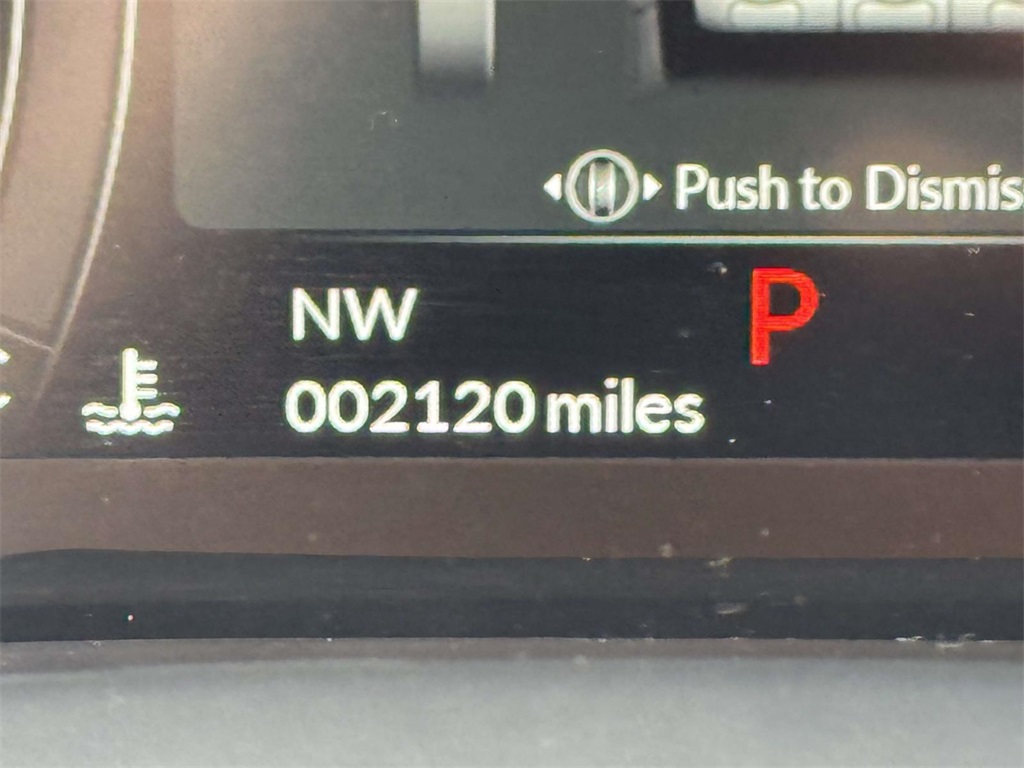 Push to Dismis
NW
P
002120 miles